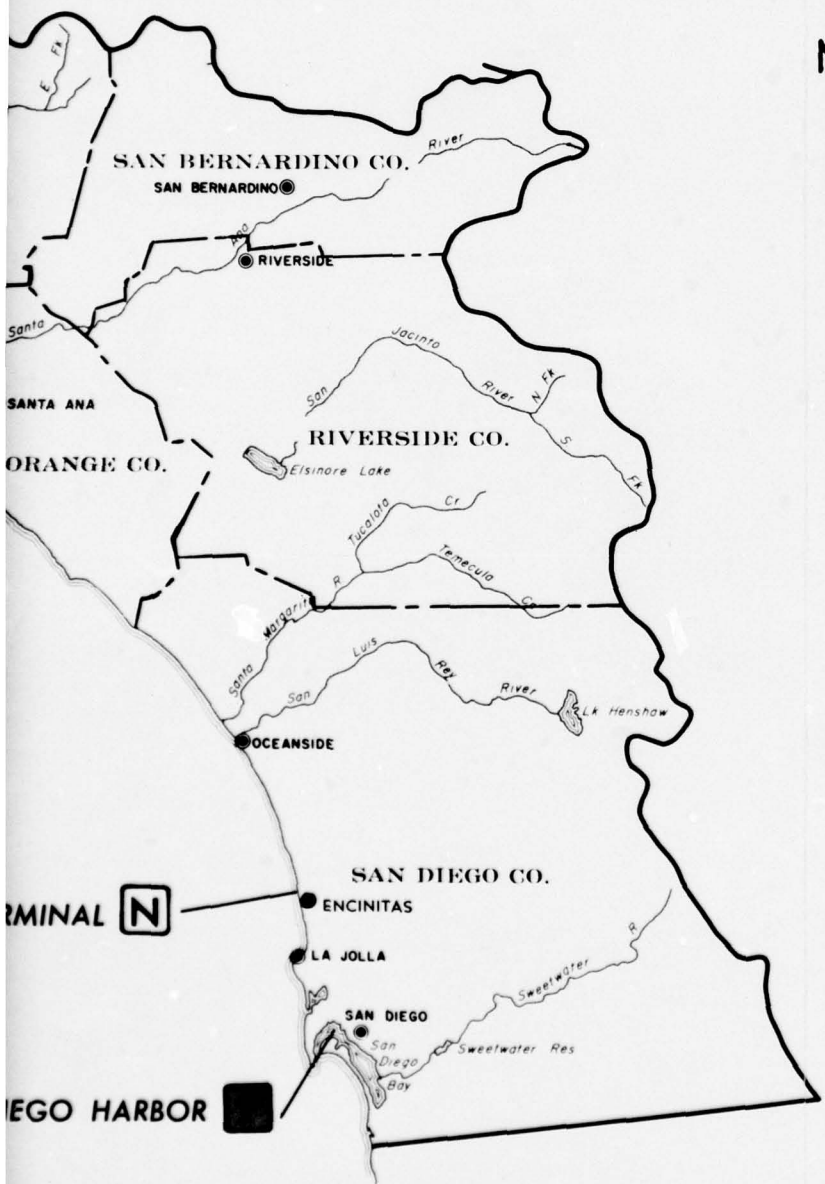 E Fk
SAN BERNARDINO CO.
SAN BERNARDINO
River
Ana
RIVERSIDE
Santa
San Jacinto River
N Fk
S Fk
SANTA ANA
ORANGE CO.
RIVERSIDE CO.
Elsinore Lake
Tucalota Cr
Temecula Cr
Santa Margarit R
San Luis Rey River
Lk Henshaw
OCEANSIDE
SAN DIEGO CO.
RMINAL N
ENCINITAS
LA JOLLA
Sweetwater R
SAN DIEGO
San
Diego
Bay
Sweetwater Res
IEGO HARBOR